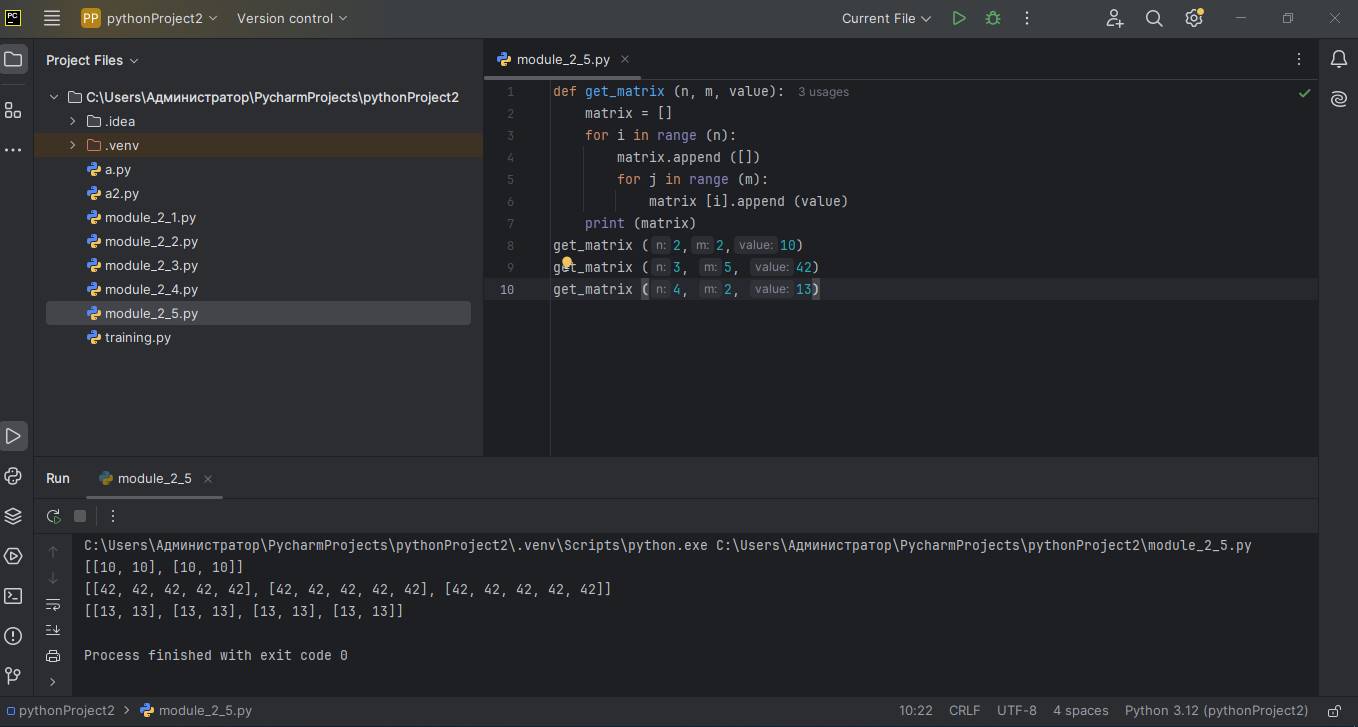 PC
PP pythonProject2 Version control Current File
Project Files
C:\Users\Администратор\PycharmProjects\pythonProject2
.idea
.venv
a.py
a2.py
module_2_1.py
module_2_2.py
module_2_3.py
module_2_4.py
module_2_5.py
training.py
module_2_5.py
1 def get_matrix (n, m, value): 3 usages
2 matrix = []
3 for i in range (n):
4 matrix.append ([])
5 for j in range (m):
6 matrix [i].append (value)
7 print (matrix)
8 get_matrix ( n: 2, m: 2, value: 10)
9 get_matrix ( n: 3, m: 5, value: 42)
10 get_matrix ( n: 4, m: 2, value: 13)
Run module_2_5
C:\Users\Администратор\PycharmProjects\pythonProject2\.venv\Scripts\python.exe C:\Users\Администратор\PycharmProjects\pythonProject2\module_2_5.py
[[10, 10], [10, 10]]
[[42, 42, 42, 42, 42], [42, 42, 42, 42, 42], [42, 42, 42, 42, 42]]
[[13, 13], [13, 13], [13, 13], [13, 13]]
Process finished with exit code 0
pythonProject2 > module_2_5.py 10:22 CRLF UTF-8 4 spaces Python 3.12 (pythonProject2)